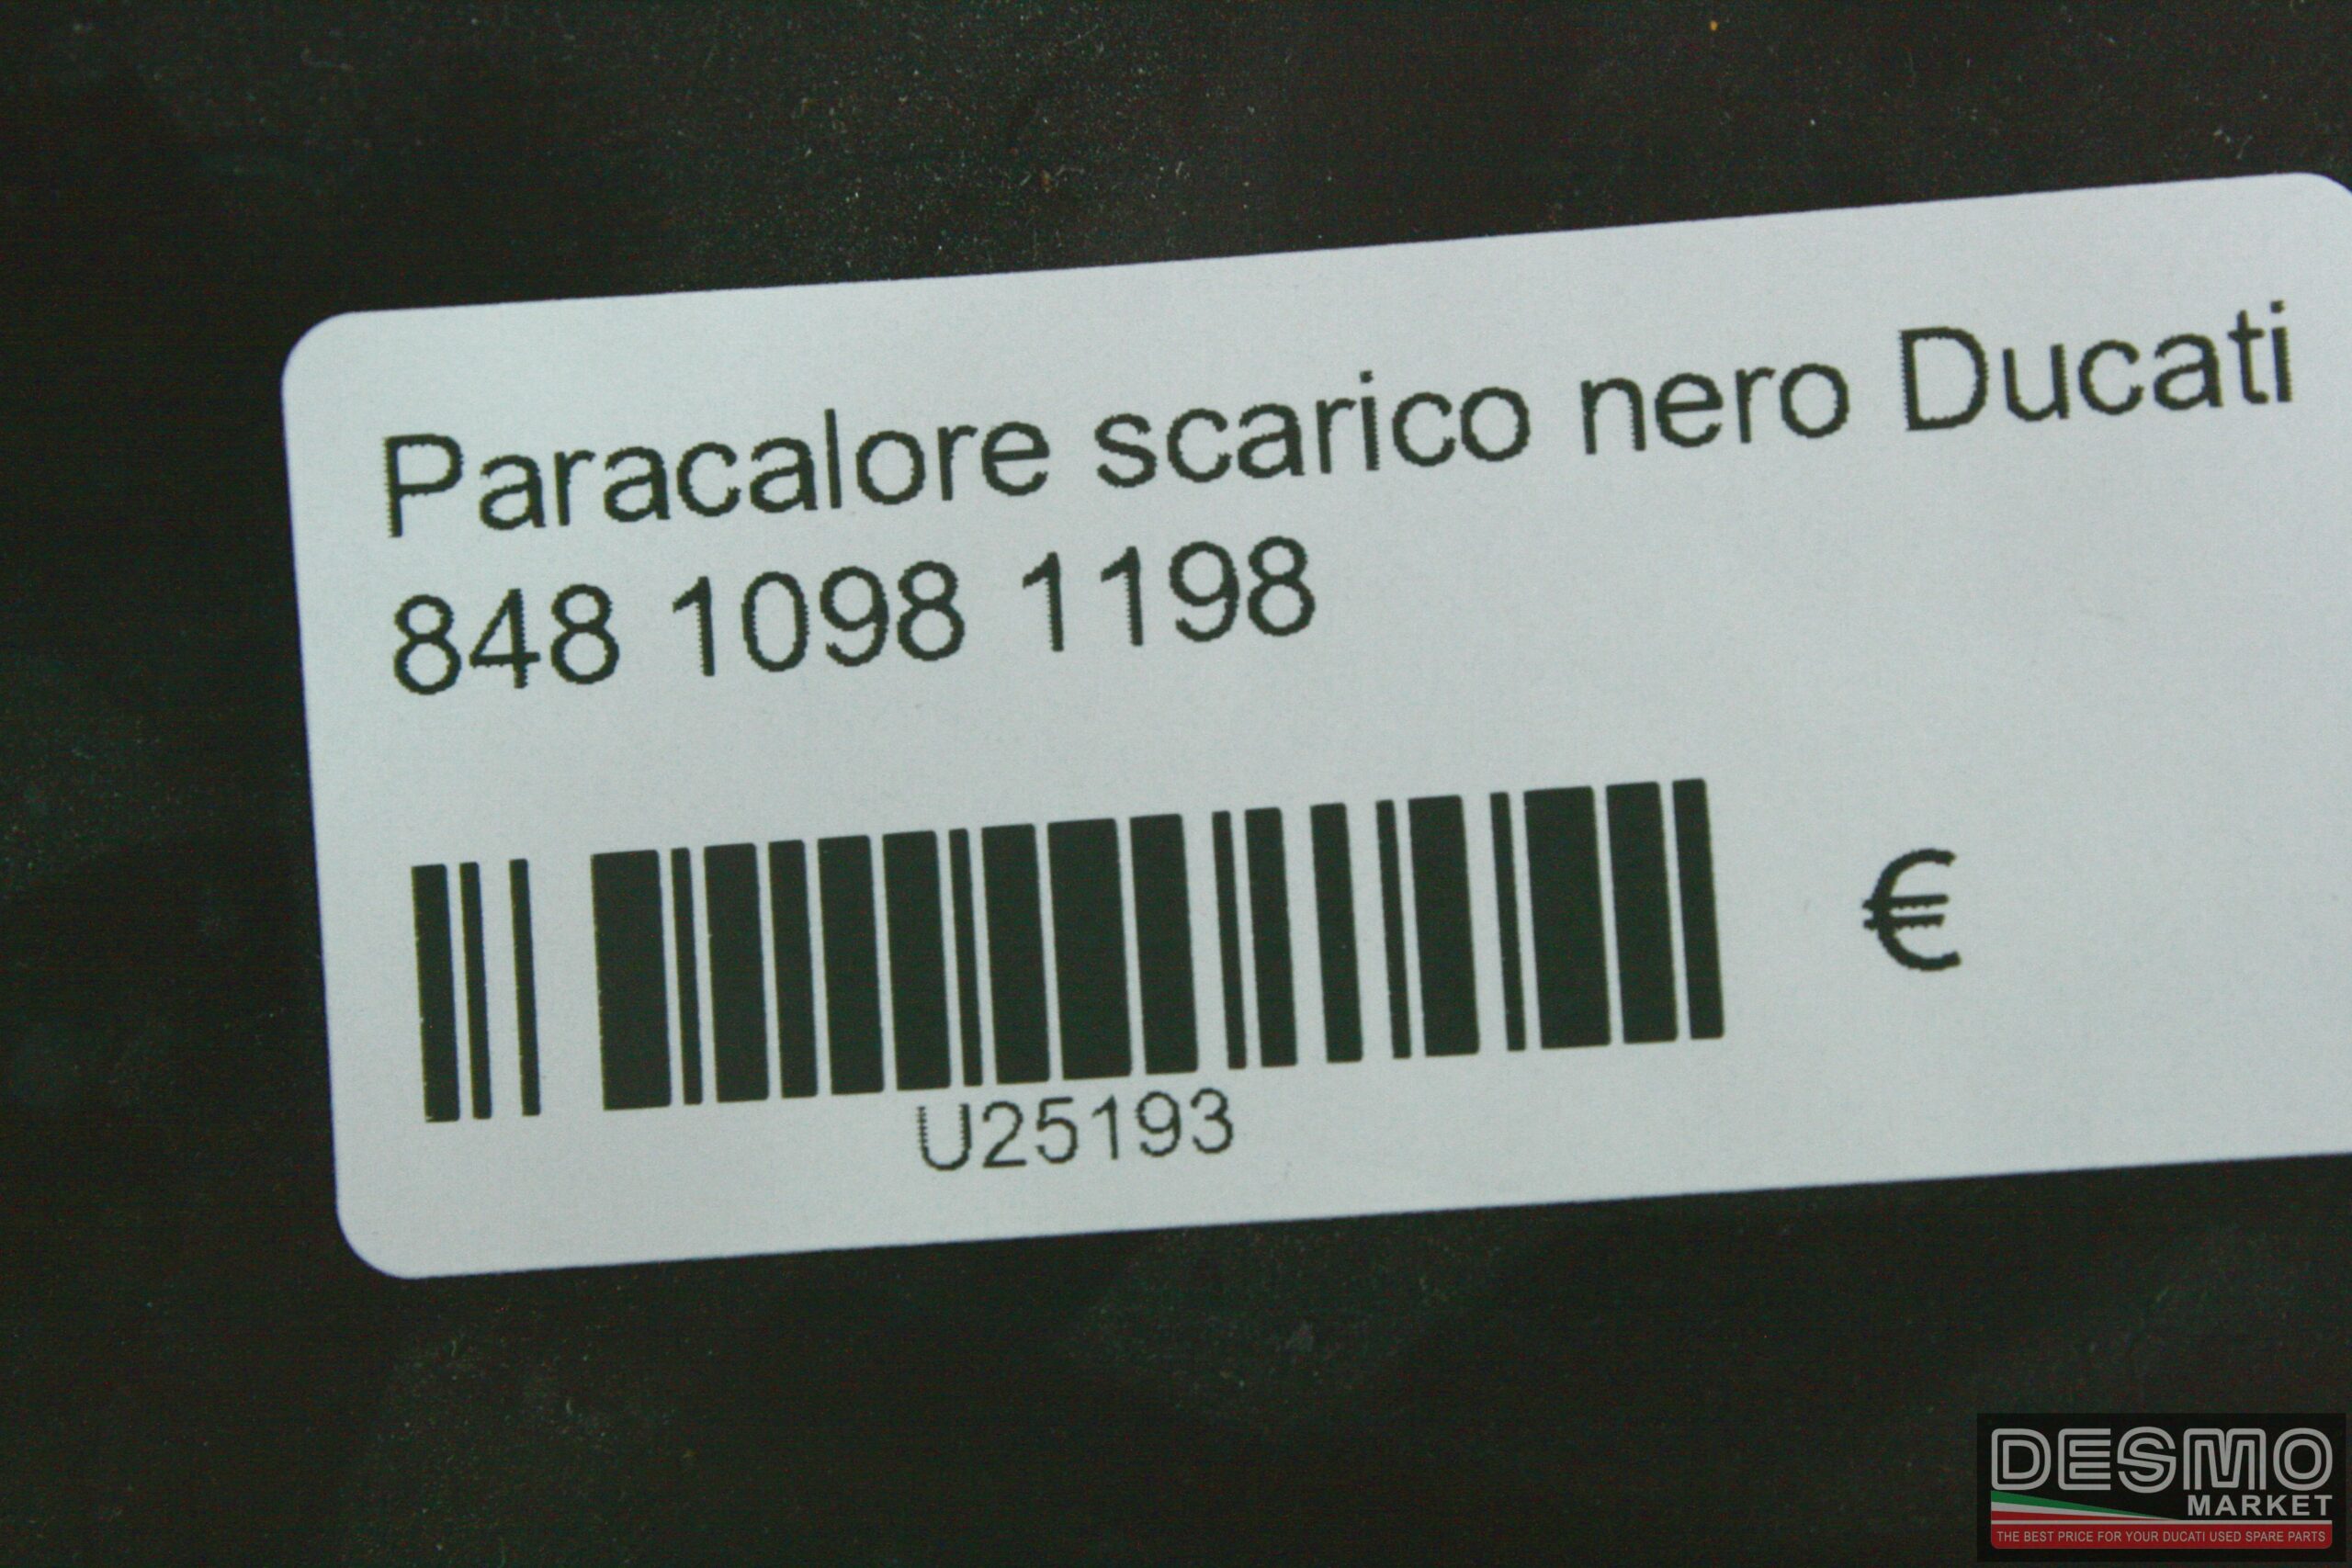 Paracalore scarico nero Ducati
848 1098 1198
€
U25193
DESMO
MARKET
THE BEST PRICE FOR YOUR DUCATI USED SPARE PARTS